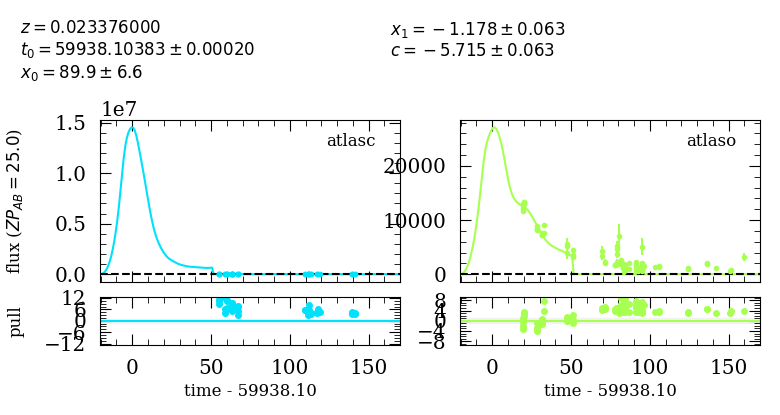 z = 0.023376000
t0 = 59938.10383 ± 0.00020
x0 = 89.9 ± 6.6
x1 = −1.178 ± 0.063
c = −5.715 ± 0.063
1e7
flux (ZPAB = 25.0)
1.5
1.0
0.5
0.0
atlasc
20000
10000
0
atlaso
pull
12
6
0
−6
−12
8
4
0
−4
−8
0 50 100 150
0 50 100 150
time - 59938.10
time - 59938.10